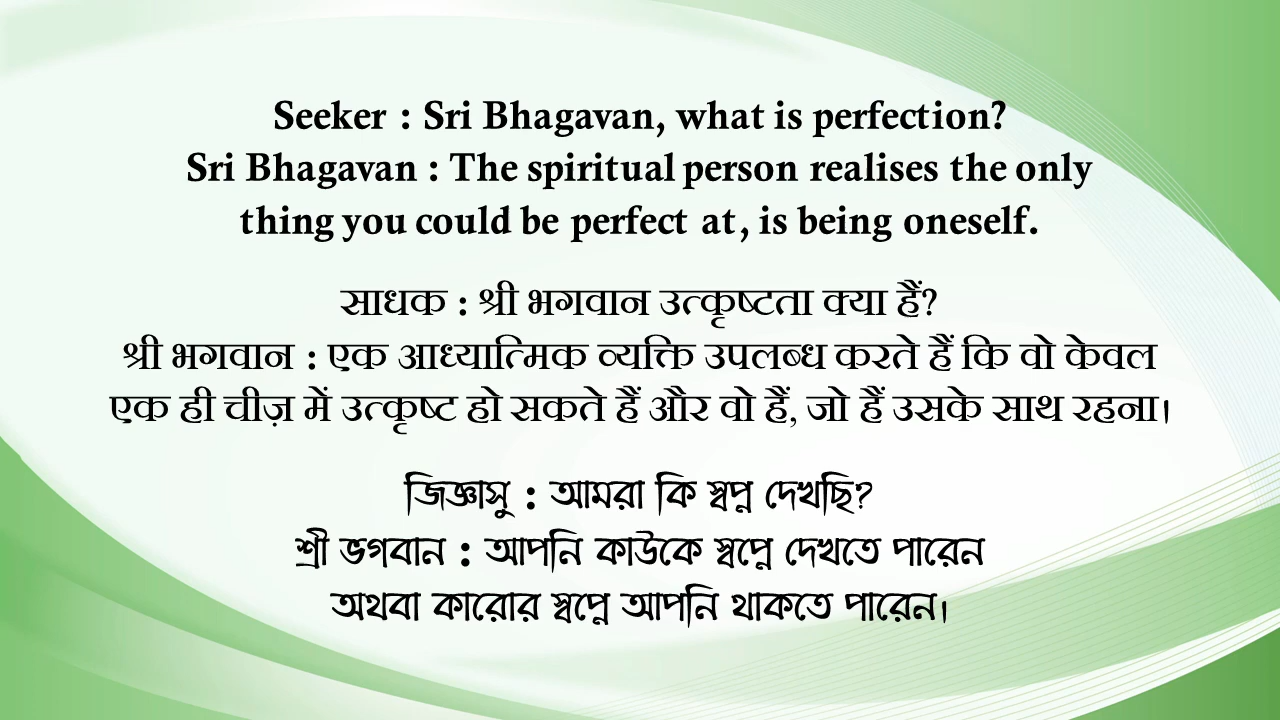 Seeker : Sri Bhagavan, what is perfection?
Sri Bhagavan : The spiritual person realises the only
thing you could be perfect at, is being oneself.
साधक : श्री भगवान उत्कृष्टता क्या हैं?
श्री भगवान : एक आध्यात्मिक व्यक्ति उपलब्ध करते हैं कि वो केवल
एक ही चीज़ में उत्कृष्ट हो सकते हैं और वो हैं, जो हैं उसके साथ रहना।
জিজ্ঞাসু : আমরা কি স্বপ্ন দেখছি?
শ্রী ভগবান : আপনি কাউকে স্বপ্নে দেখতে পারেন
অথবা কারোর স্বপ্নে আপনি থাকতে পারেন।